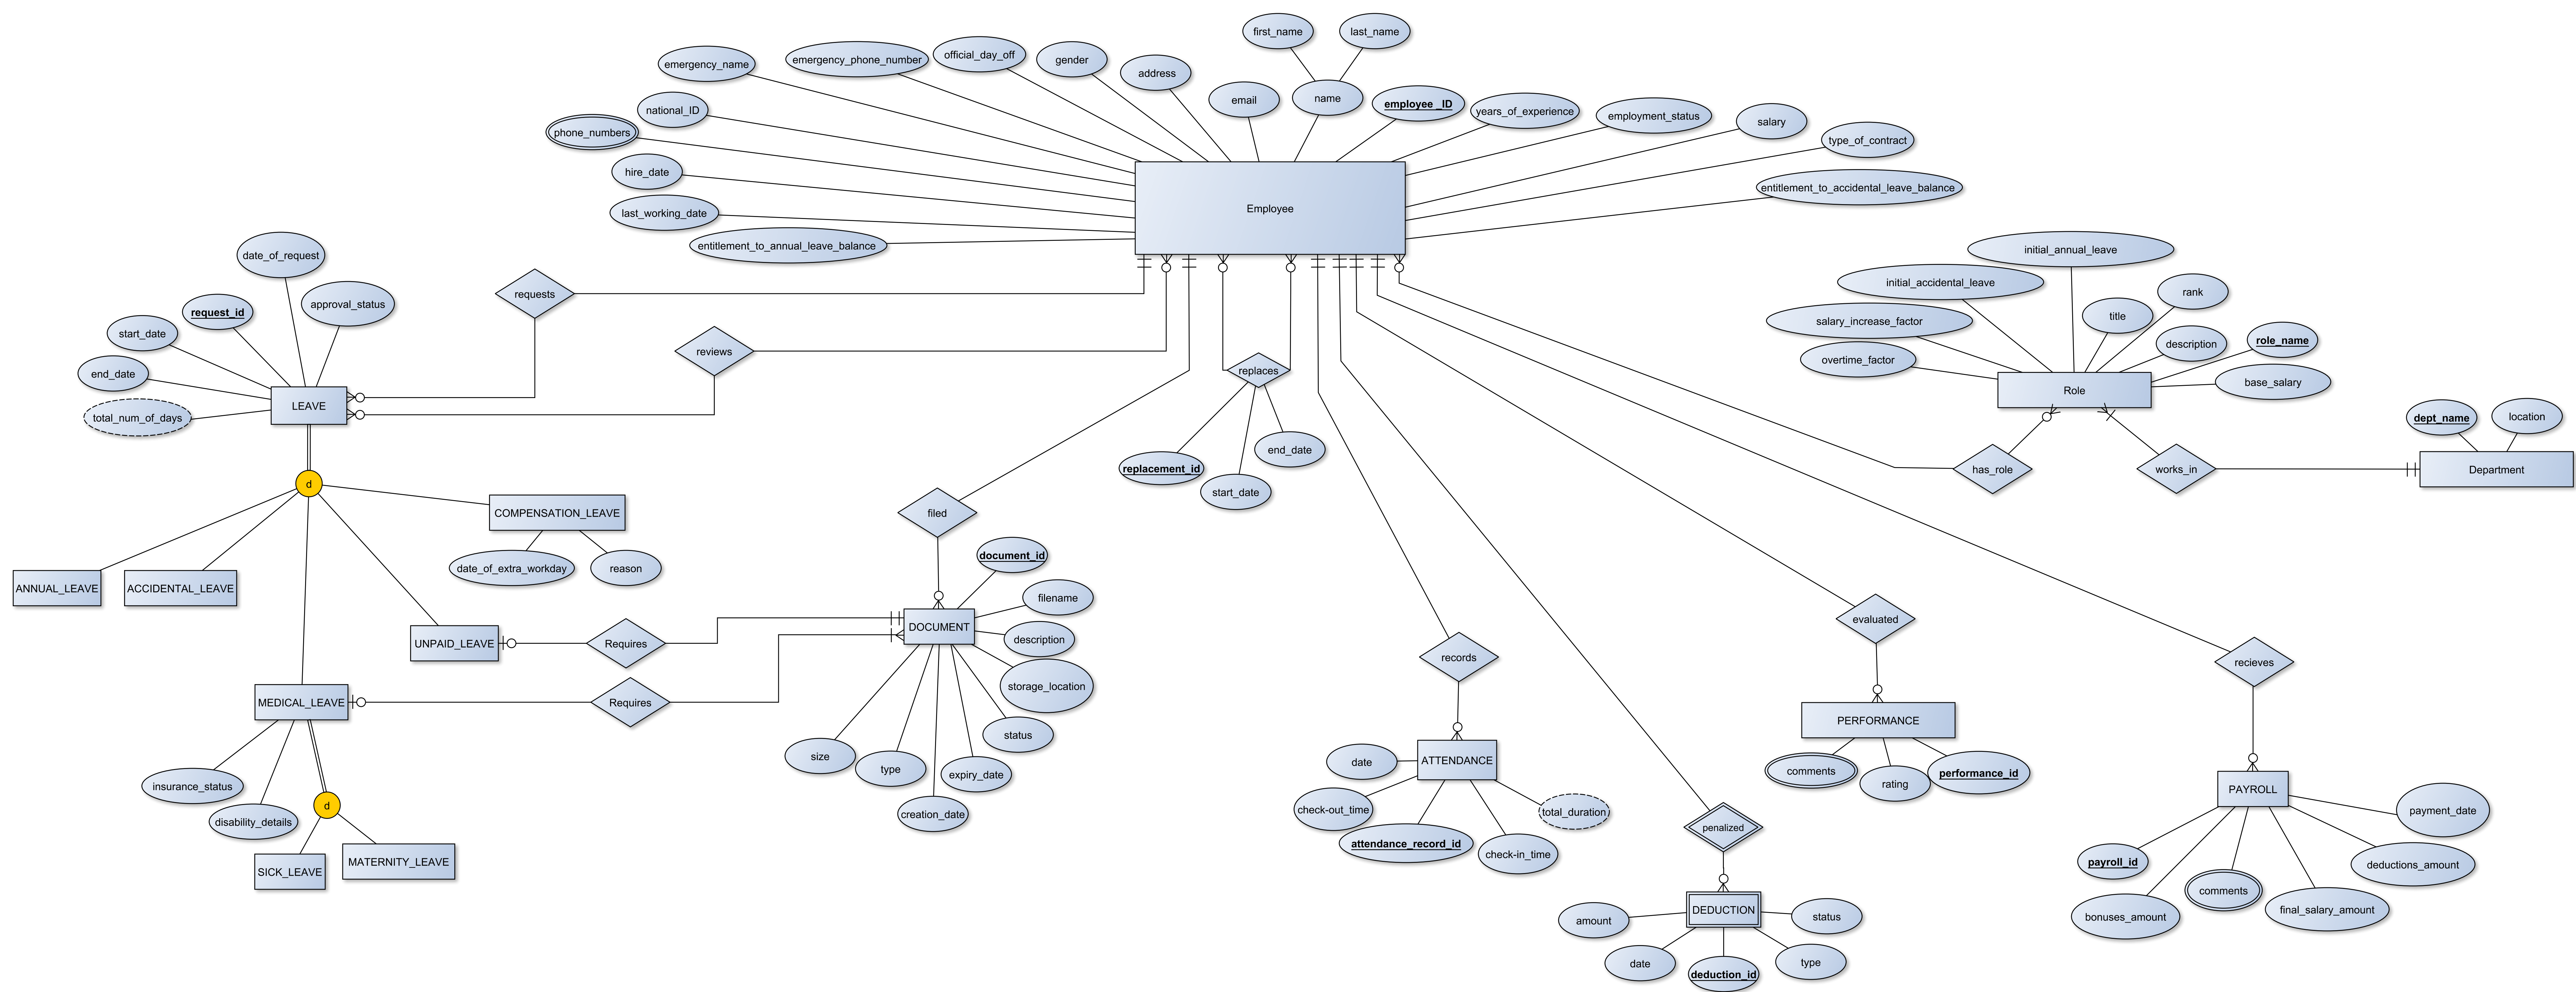 first_name
last_name
emergency_name
emergency_phone_number
official_day_off
gender
address
email
name
employee _ID
years_of_experience
employment_status
salary
type_of_contract
entitlement_to_accidental_leave_balance
national_ID
phone_numbers
hire_date
last_working_date
entitlement_to_annual_leave_balance
Employee
date_of_request
request_id
approval_status
start_date
end_date
total_num_of_days
LEAVE
requests
reviews
replaces
replacement_id
start_date
end_date
initial_annual_leave
initial_accidental_leave
rank
salary_increase_factor
title
overtime_factor
description
role_name
base_salary
Role
dept_name
location
has_role
works_in
Department
d
COMPENSATION_LEAVE
date_of_extra_workday
reason
ANNUAL_LEAVE
ACCIDENTAL_LEAVE
UNPAID_LEAVE
Requires
MEDICAL_LEAVE
Requires
insurance_status
disability_details
d
SICK_LEAVE
MATERNITY_LEAVE
filed
document_id
filename
DOCUMENT
description
storage_location
status
size
type
expiry_date
creation_date
records
date
ATTENDANCE
check-out_time
total_duration
attendance_record_id
check-in_time
penalized
DEDUCTION
amount
status
date
deduction_id
type
evaluated
PERFORMANCE
comments
rating
performance_id
recieves
PAYROLL
payment_date
payroll_id
deductions_amount
comments
bonuses_amount
final_salary_amount